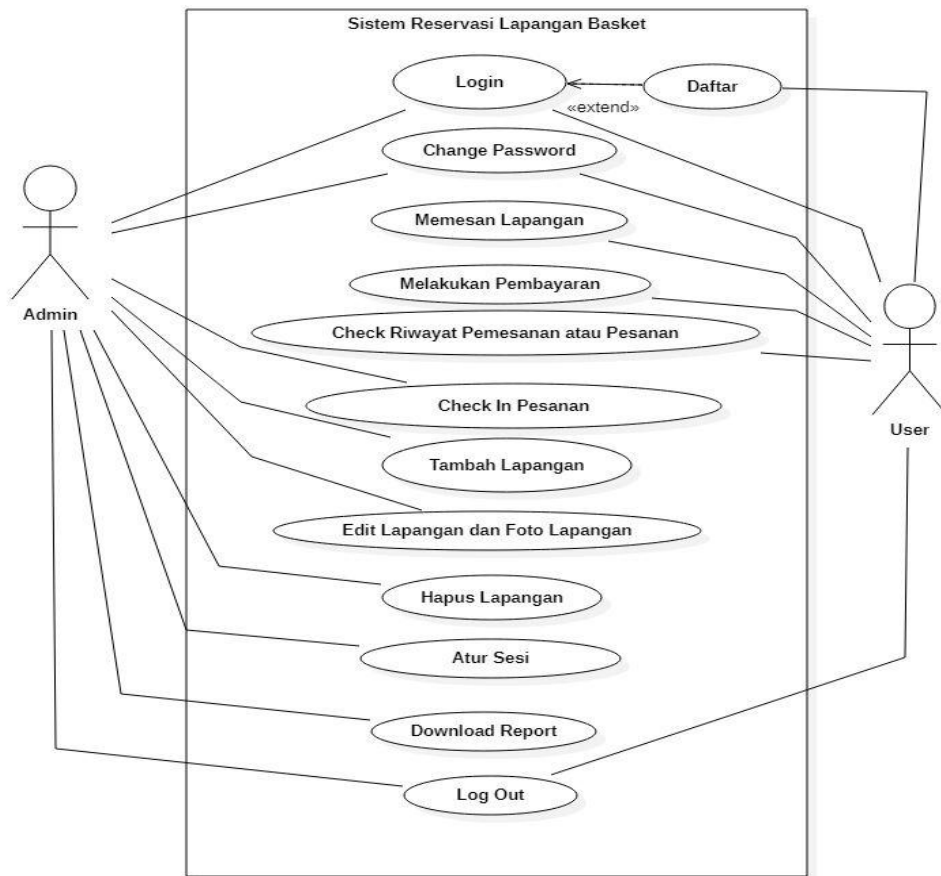 Sistem Reservasi Lapangan Basket
Login
Daftar
«extend»
Change Password
Memesan Lapangan
Melakukan Pembayaran
Admin
Check Riwayat Pemesanan atau Pesanan
Check In Pesanan
User
Tambah Lapangan
Edit Lapangan dan Foto Lapangan
Hapus Lapangan
Atur Sesi
Download Report
Log Out